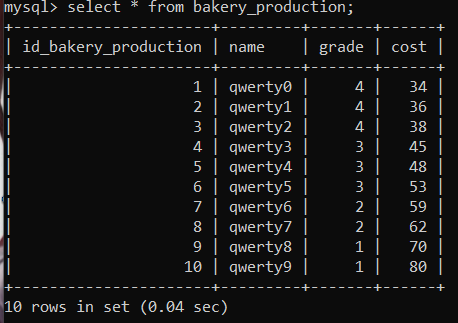 mysql> select * from bakery_production;
+----------------------+---------+-------+------+
| id_bakery_production | name    | grade | cost |
+----------------------+---------+-------+------+
|                    1 | qwerty0 |     4 |   34 |
|                    2 | qwerty1 |     4 |   36 |
|                    3 | qwerty2 |     4 |   38 |
|                    4 | qwerty3 |     3 |   45 |
|                    5 | qwerty4 |     3 |   48 |
|                    6 | qwerty5 |     3 |   53 |
|                    7 | qwerty6 |     2 |   59 |
|                    8 | qwerty7 |     2 |   62 |
|                    9 | qwerty8 |     1 |   70 |
|                   10 | qwerty9 |     1 |   80 |
+----------------------+---------+-------+------+
10 rows in set (0.04 sec)